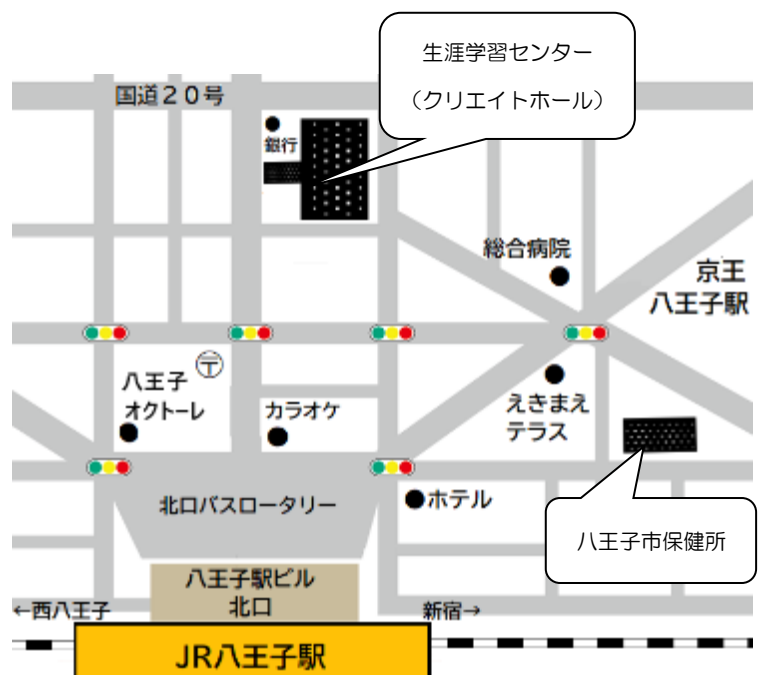 生涯学習センター
（クリエイトホール）
国道２０号
銀行
総合病院
京王
八王子駅
〒
八王子
オクトーレ
カラオケ
えきまえ
テラス
北口バスロータリー
ホテル
八王子市保健所
八王子駅ビル
北口
←西八王子
新宿→
JR八王子駅